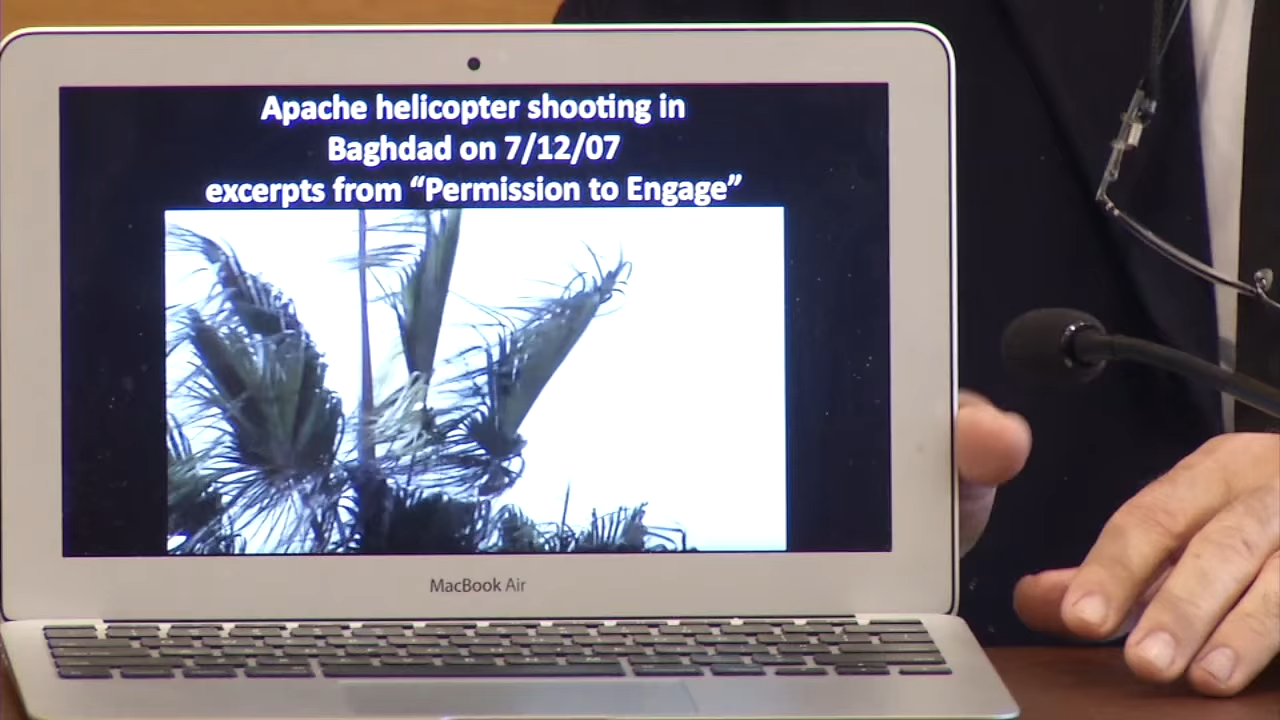 Apache helicopter shooting in
Baghdad on 7/12/07
excerpts from “Permission to Engage”
MacBook Air